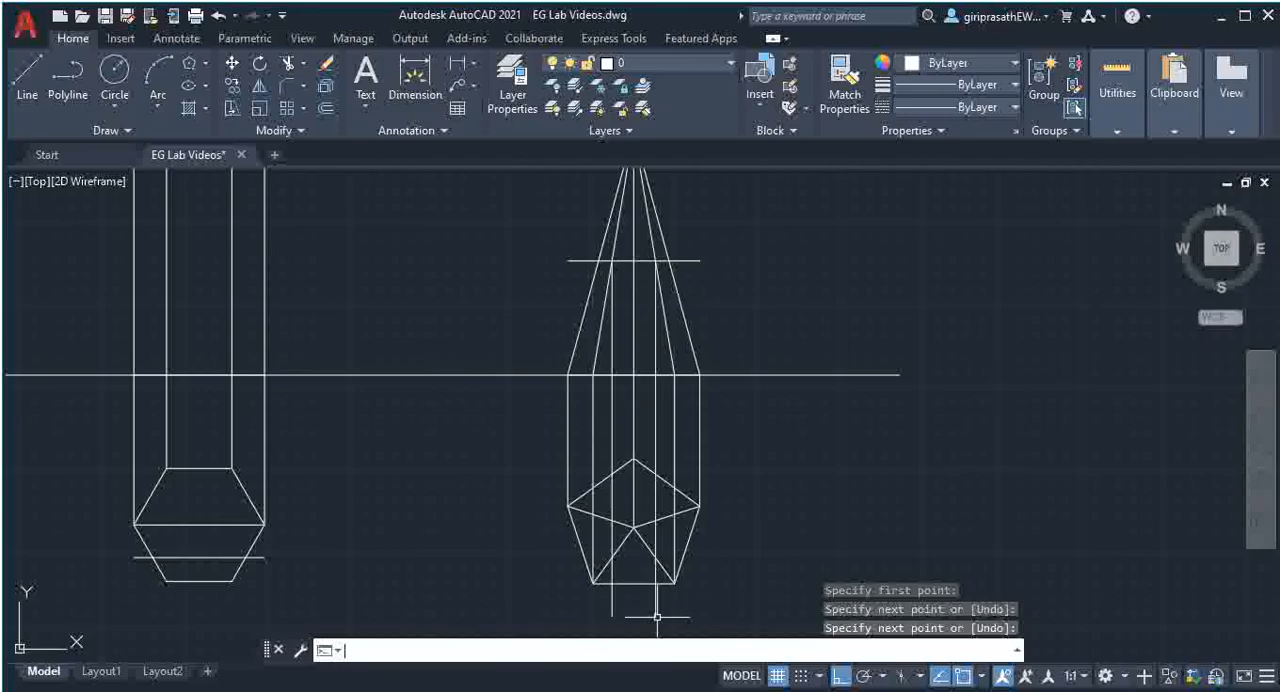 Autodesk AutoCAD 2021 EG Lab Videos.dwg
Type a keyword or phrase
giriprasathEW...
Home Insert Annotate Parametric View Manage Output Add-ins Collaborate Express Tools Featured Apps
0
ByLayer
ByLayer
ByLayer
Line Polyline Circle Arc Text Dimension Layer Properties Insert Match Properties Group Utilities Clipboard View
Draw Modify Annotation Layers Block Properties Groups
Start EG Lab Videos*
[−][Top][2D Wireframe]
N
W TOP E
S
Y
X
Specify first point:
Specify next point or [Undo]:
Specify next point or [Undo]:
Model Layout1 Layout2 +
MODEL 1:1